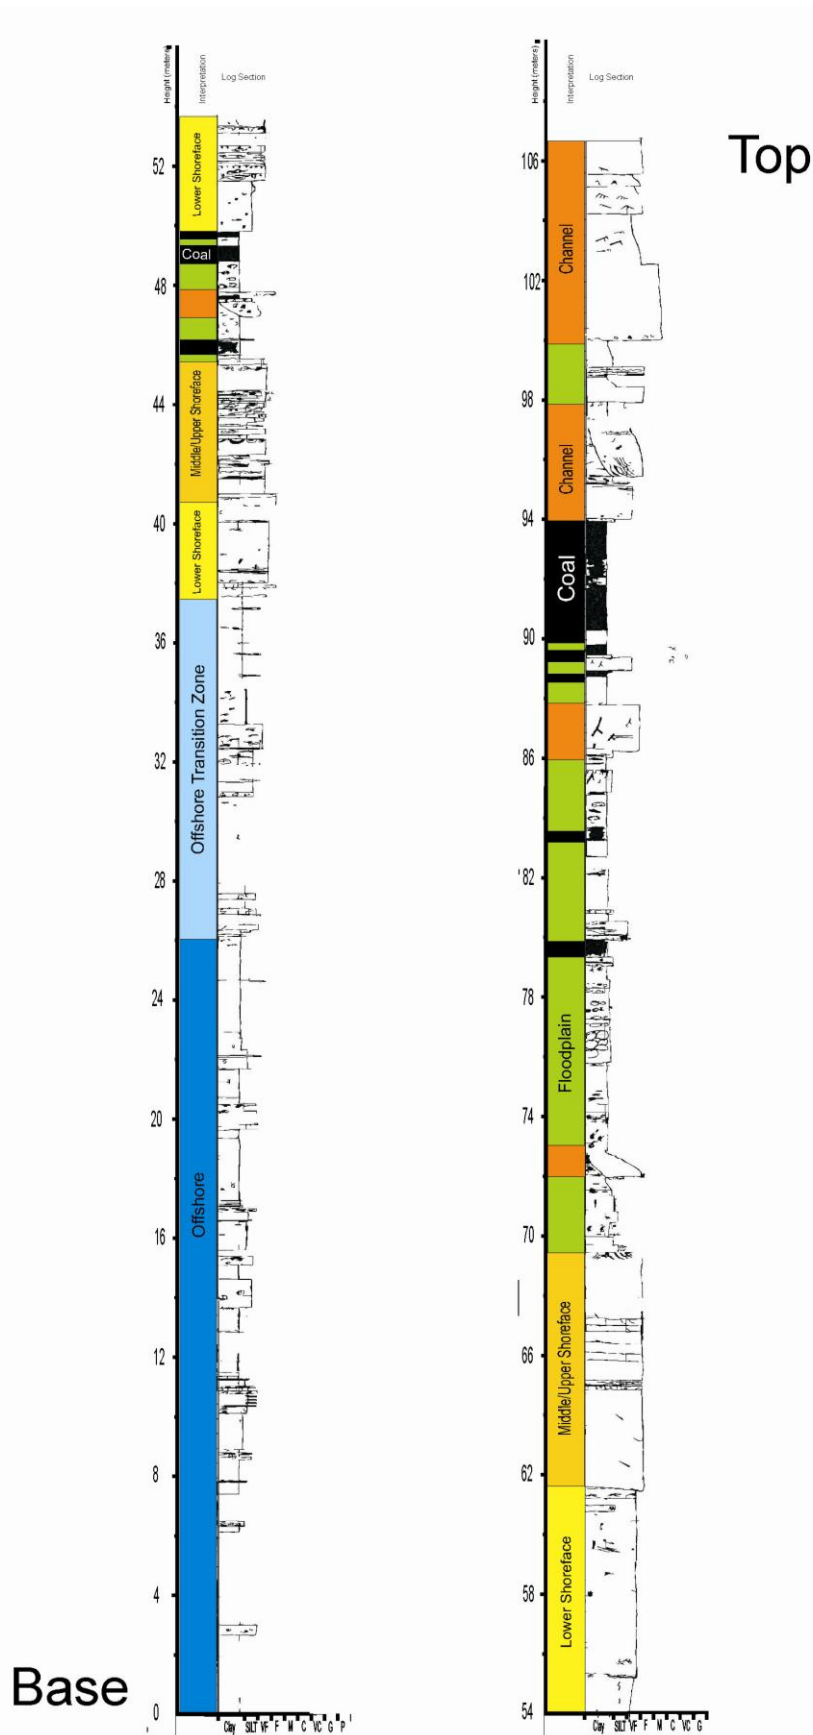 Height (meters)
Interpretation
Log Section
52
48
44
40
36
32
28
24
20
16
12
8
4
0
Lower Shoreface
Coal
Middle/Upper Shoreface
Lower Shoreface
Offshore Transition Zone
Offshore
Clay SILT VF F M C VC G P
Base
Height (meters)
Interpretation
Log Section
Top
106
102
98
94
90
86
82
78
74
70
66
62
58
54
Channel
Channel
Coal
Floodplain
Middle/Upper Shoreface
Lower Shoreface
Clay SILT VF F M C VC G